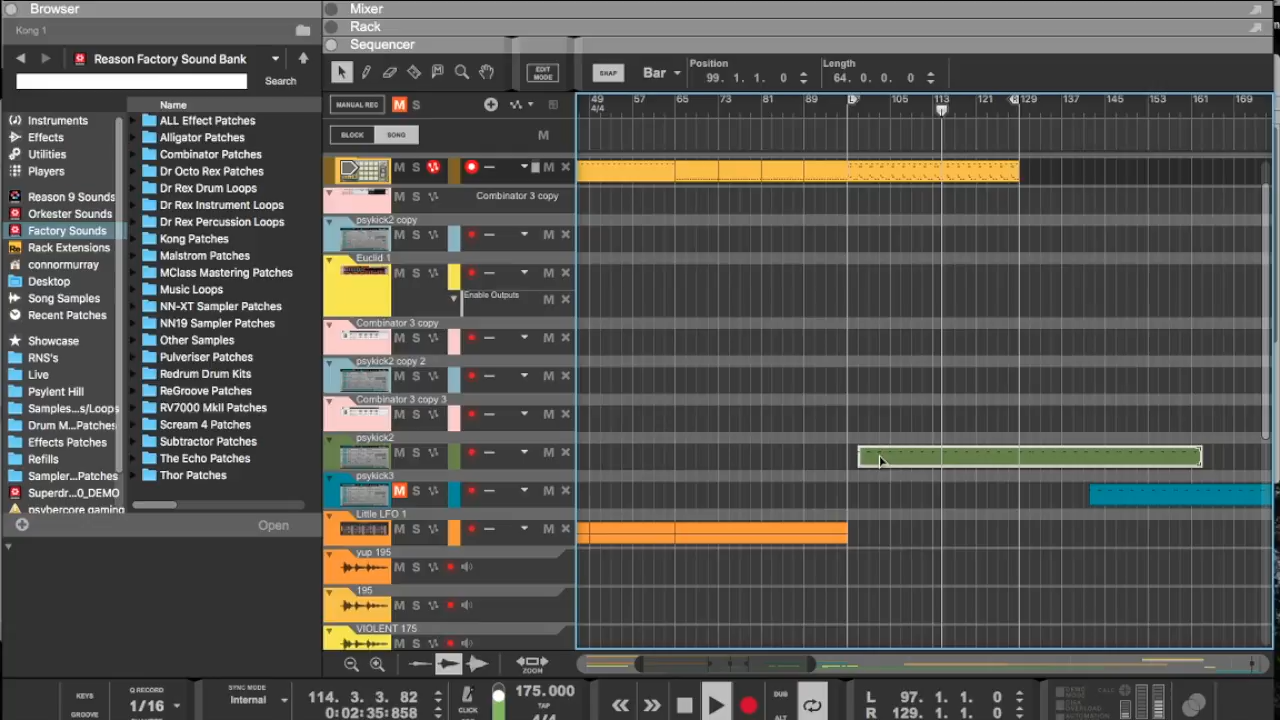 Browser
Mixer
Kong 1
Rack
Sequencer
Reason Factory Sound Bank
Search
EDIT MODE
SNAP
Bar
Position
99. 1. 1. 0
Length
64. 0. 0. 0
Name
MANUAL REC
M S
49 57 65 73 81 89 105 113 121 129 137 145 153 161 169
4/4
BLOCK SONG
M
Instruments
Effects
Utilities
Players
Reason 9 Sounds
Orkester Sounds
Factory Sounds
Rack Extensions
connormurray
Desktop
Song Samples
Recent Patches
Showcase
RNS's
Live
Psylent Hill
Samples...s/Loops
Drum M...Patches
Effects Patches
Refills
Sampler...Patches
Superdr...0_DEMO
psybercore gaming
ALL Effect Patches
Alligator Patches
Combinator Patches
Dr Octo Rex Patches
Dr Rex Drum Loops
Dr Rex Instrument Loops
Dr Rex Percussion Loops
Kong Patches
Malstrom Patches
MClass Mastering Patches
Music Loops
NN-XT Sampler Patches
NN19 Sampler Patches
Other Samples
Pulveriser Patches
Redrum Drum Kits
ReGroove Patches
RV7000 MkII Patches
Scream 4 Patches
Subtractor Patches
The Echo Patches
Thor Patches
Open
M S M
M S
Combinator 3 copy
psykick2 copy
M S M
Euclid 1
M S M
Enable Outputs
M
Combinator 3 copy
M S M
psykick2 copy 2
M S M
Combinator 3 copy 3
M S M
psykick2
M S M
psykick3
M S M
Little LFO 1
M S M
yup 195
M S
195
M S
VIOLENT 175
M S
ZOOM
KEYS
GROOVE
Q RECORD
1/16
SYNC MODE
Internal
114. 3. 3. 82
0:02:35:858
CLICK
175.000
TAP
4/4
DUB
ALT
L 97. 1. 1. 0
R 129. 1. 1. 0
CALC